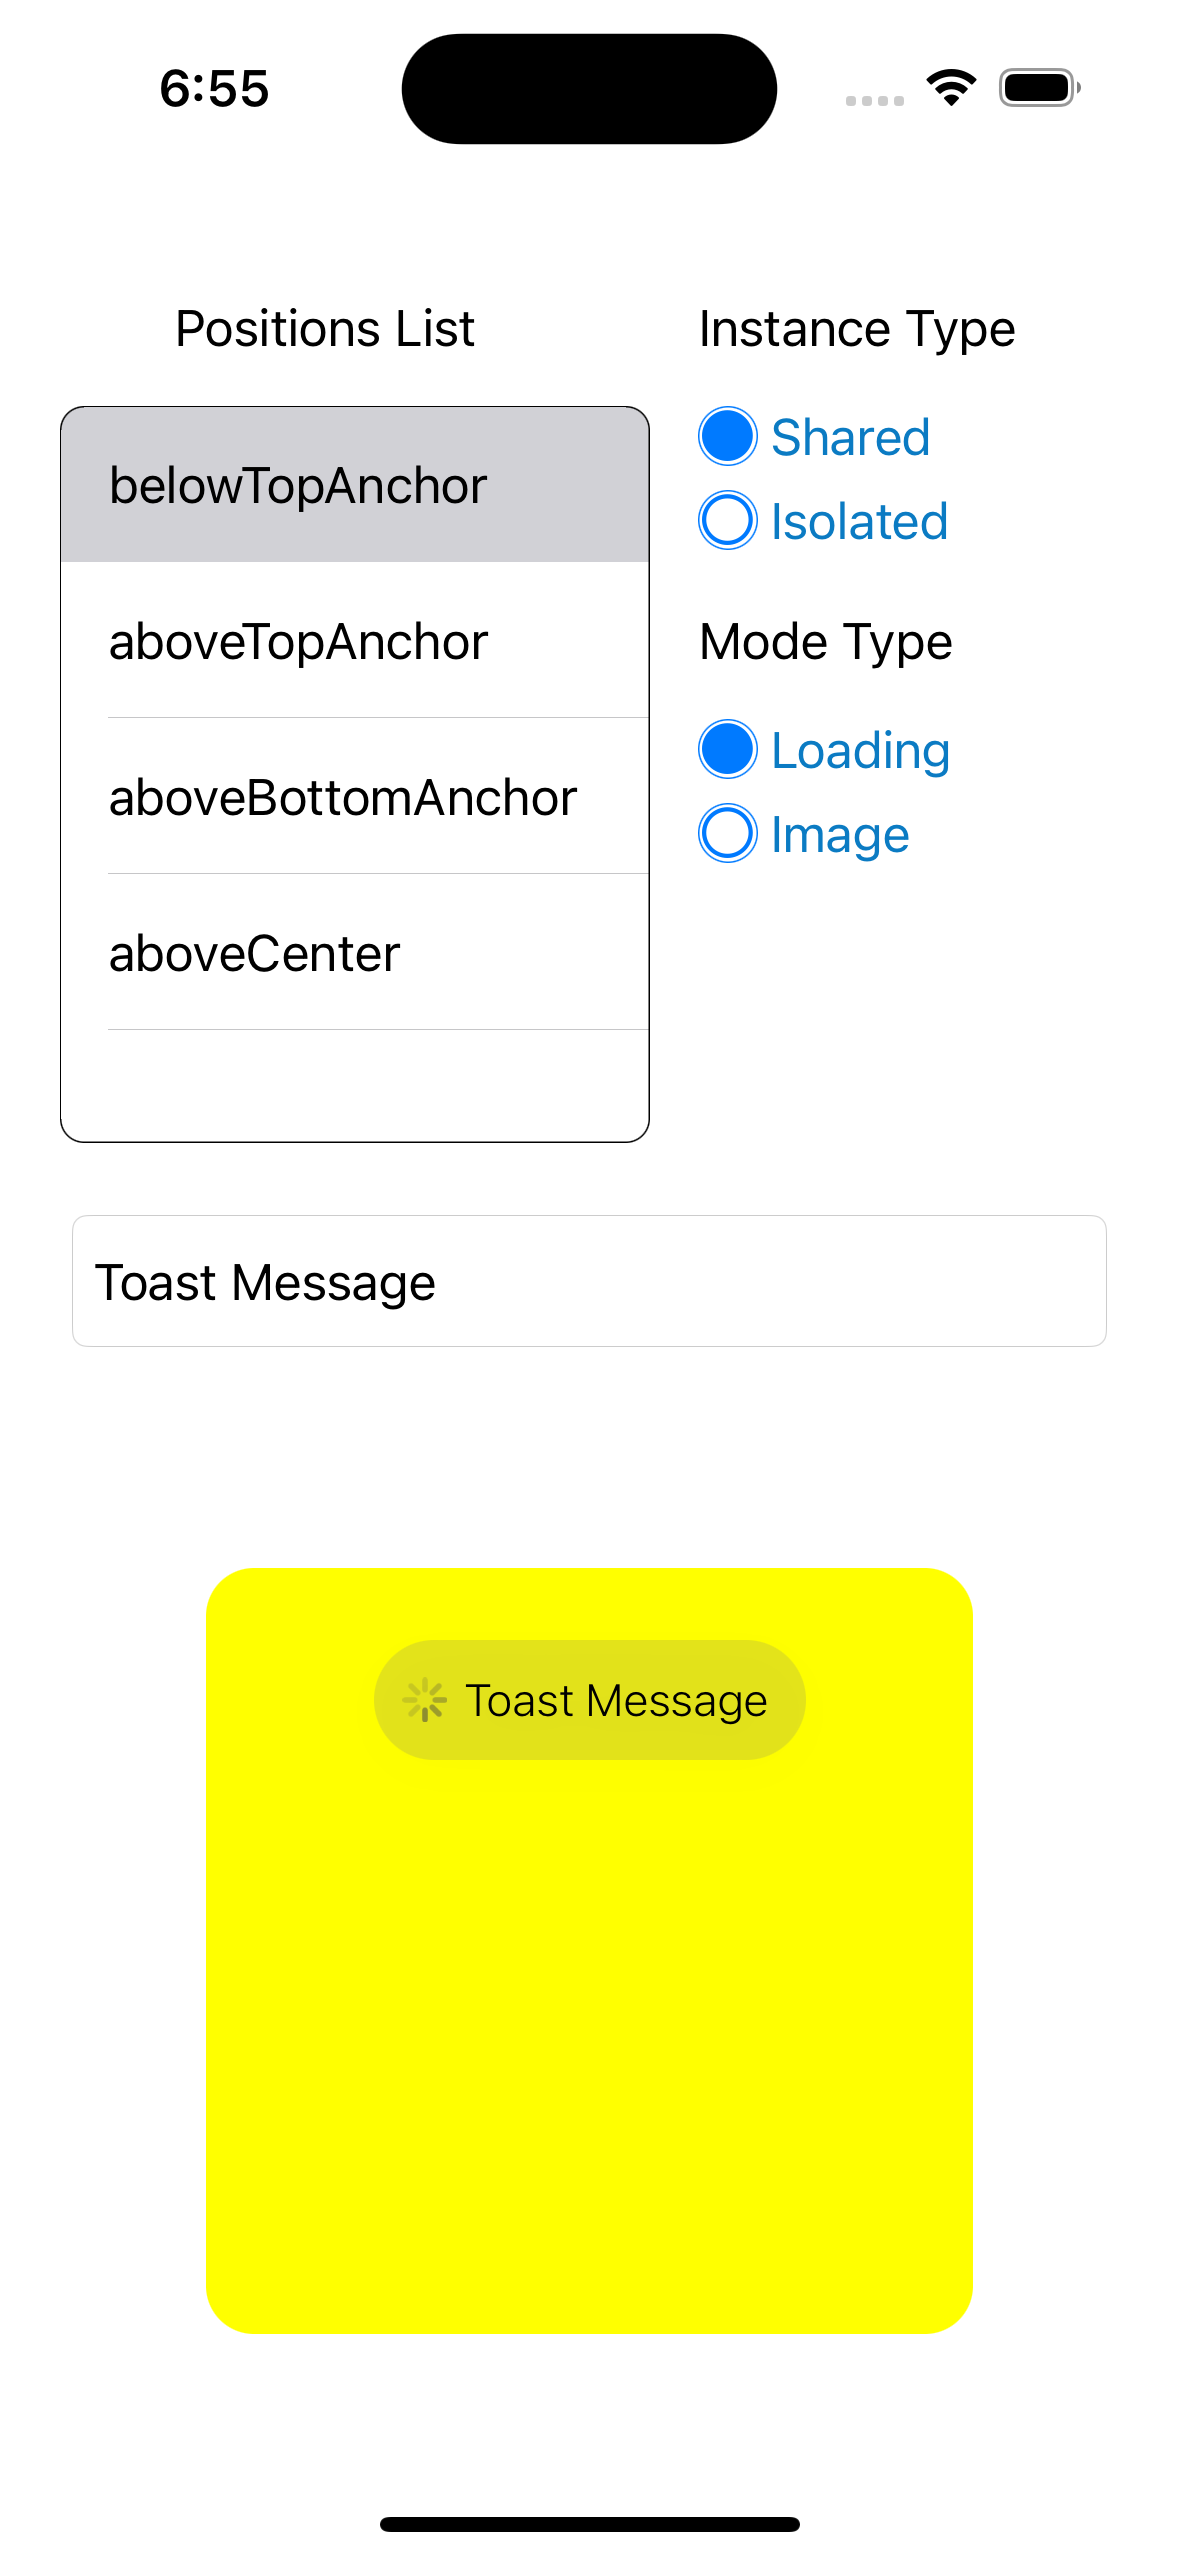 6:55
Positions List
belowTopAnchor
aboveTopAnchor
aboveBottomAnchor
aboveCenter
Instance Type
Shared
Isolated
Mode Type
Loading
Image
Toast Message
Toast Message